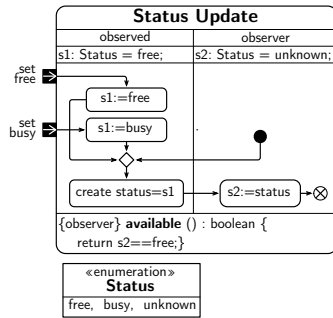 Status Update
observed
observer
s1: Status = free;
s2: Status = unknown;
set
free
s1:=free
set
busy
s1:=busy
create status=s1
s2:=status
{observer} available () : boolean {
return s2==free;}
«enumeration»
Status
free, busy, unknown